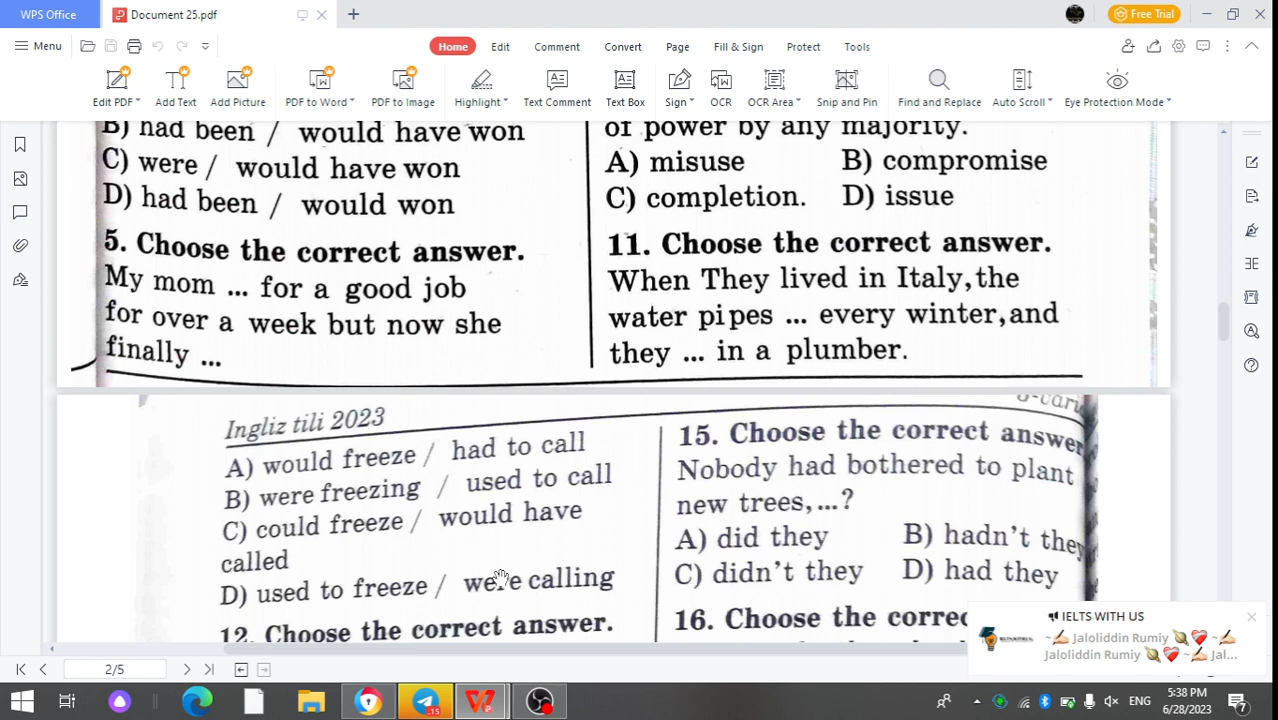 WPS Office
Document 25.pdf
Free Trial
Menu
Home
Edit
Comment
Convert
Page
Fill & Sign
Protect
Tools
Edit PDF
Add Text
Add Picture
PDF to Word
PDF to Image
Highlight
Text Comment
Text Box
Sign
OCR
OCR Area
Snip and Pin
Find and Replace
Auto Scroll
Eye Protection Mode
B) had been / would have won
C) were / would have won
D) had been / would won
5. Choose the correct answer.
My mom ... for a good job
for over a week but now she
finally ...
of power by any majority.
A) misuse B) compromise
C) completion. D) issue
11. Choose the correct answer.
When They lived in Italy, the
water pipes ... every winter, and
they ... in a plumber.
Ingliz tili 2023
A) would freeze / had to call
B) were freezing / used to call
C) could freeze / would have
called
D) used to freeze / were calling
12. Choose the correct answer.
15. Choose the correct answer
Nobody had bothered to plant
new trees, ...?
A) did they B) hadn't they
C) didn't they D) had they
16. Choose the correc
IELTS WITH US
~ Jaloliddin Rumiy ~
Jaloliddin Rumiy ~ Jal...
2/5
15
ENG
5:38 PM
6/28/2023
7